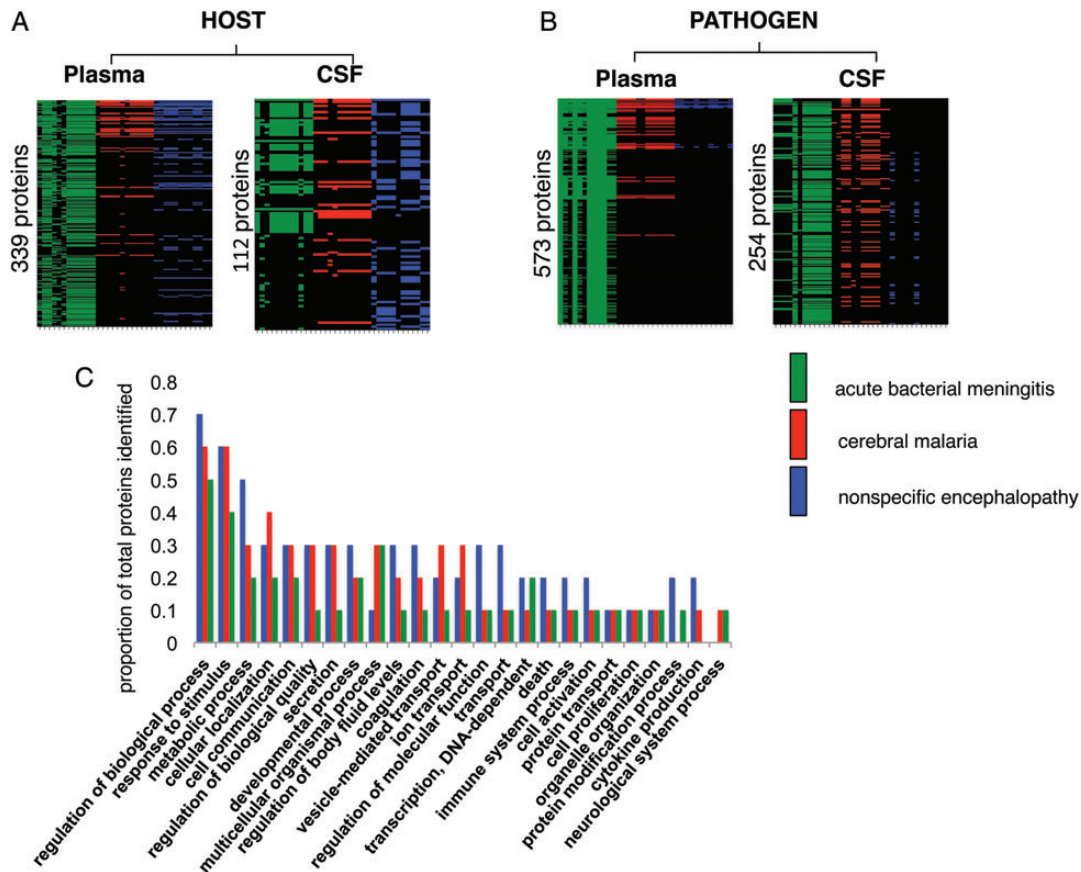 A
HOST
Plasma
CSF
339 proteins
112 proteins
B
PATHOGEN
Plasma
CSF
573 proteins
254 proteins
acute bacterial meningitis
cerebral malaria
nonspecific encephalopathy
C
proportion of total proteins identified
0.8
0.7
0.6
0.5
0.4
0.3
0.2
0.1
0
regulation of biological process
response to stimulus
metabolic process
cellular localization
cell communication
regulation of biological quality
secretion
developmental process
multicellular organismal process
regulation of body fluid levels
coagulation
vesicle-mediated transport
ion transport
regulation of molecular function
transport
transcription, DNA-dependent
death
immune system process
cell activation
protein transport
cell proliferation
organelle organization
protein modification process
cytokine production
neurological system process